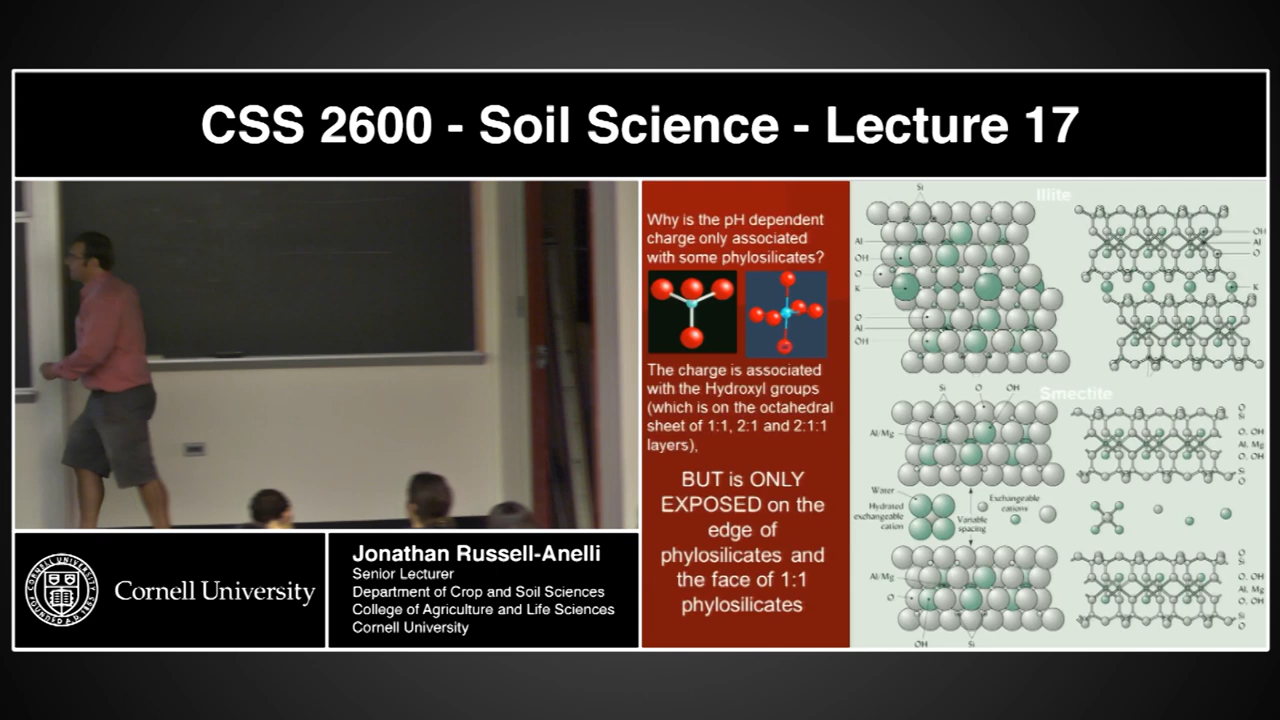 CSS 2600 - Soil Science - Lecture 17
Why is the pH dependent
charge only associated
with some phylosilicates?
The charge is associated
with the Hydroxyl groups
(which is on the octahedral
sheet of 1:1, 2:1 and 2:1:1
layers),
BUT is ONLY
EXPOSED on the
edge of
phylosilicates and
the face of 1:1
phylosilicates
Illite
Si
Al
OH
O
K
O
Al
OH
OH
Al
O
K
Smectite
Si
O
OH
Al/Mg
O
Si
O, OH
Al, Mg
O, OH
Si
O
Water
Hydrated
exchangeable
cation
Variable
spacing
Exchangeable
cations
Al/Mg
O
OH
Si
O
Si
O, OH
Al, Mg
O, OH
Si
O
Cornell University
Jonathan Russell-Anelli
Senior Lecturer
Department of Crop and Soil Sciences
College of Agriculture and Life Sciences
Cornell University